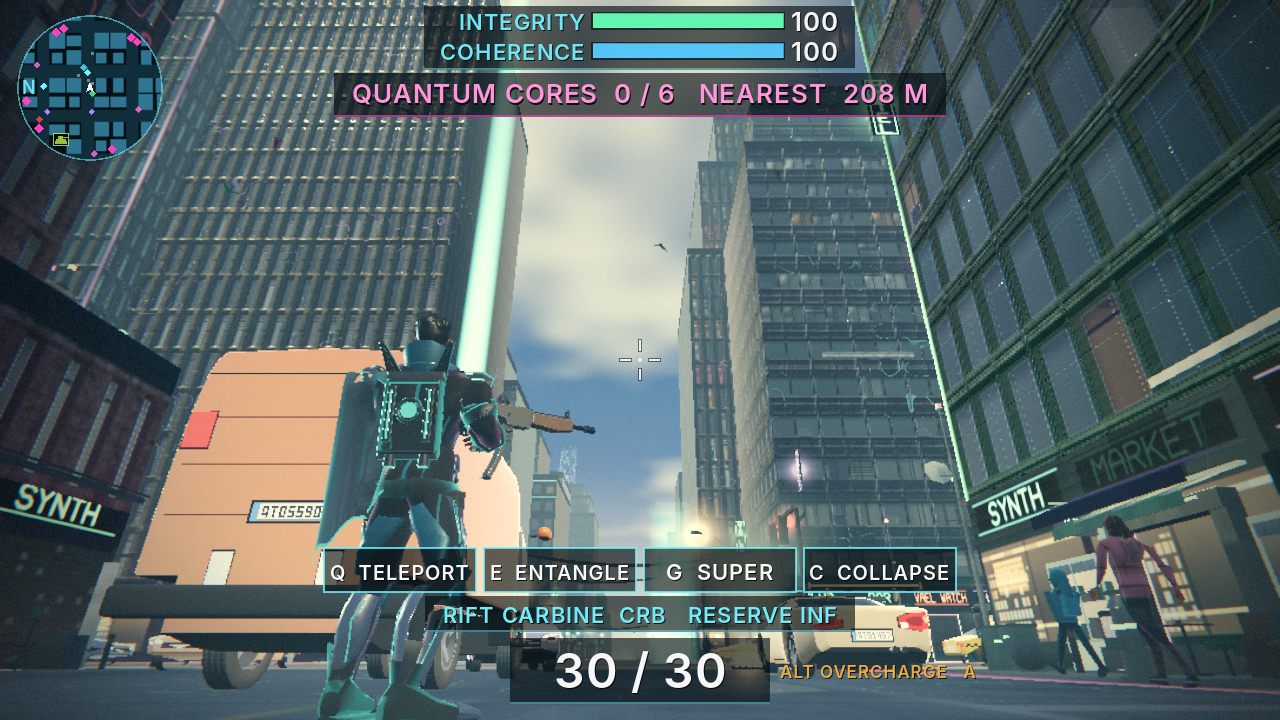 INTEGRITY 100
COHERENCE 100
QUANTUM CORES 0 / 6 NEAREST 208 M
N
MARKET
SYNTH
SYNTH
Q TELEPORT
E ENTANGLE
G SUPER
C COLLAPSE
RIFT CARBINE CRB RESERVE INF
30 / 30
ALT OVERCHARGE A